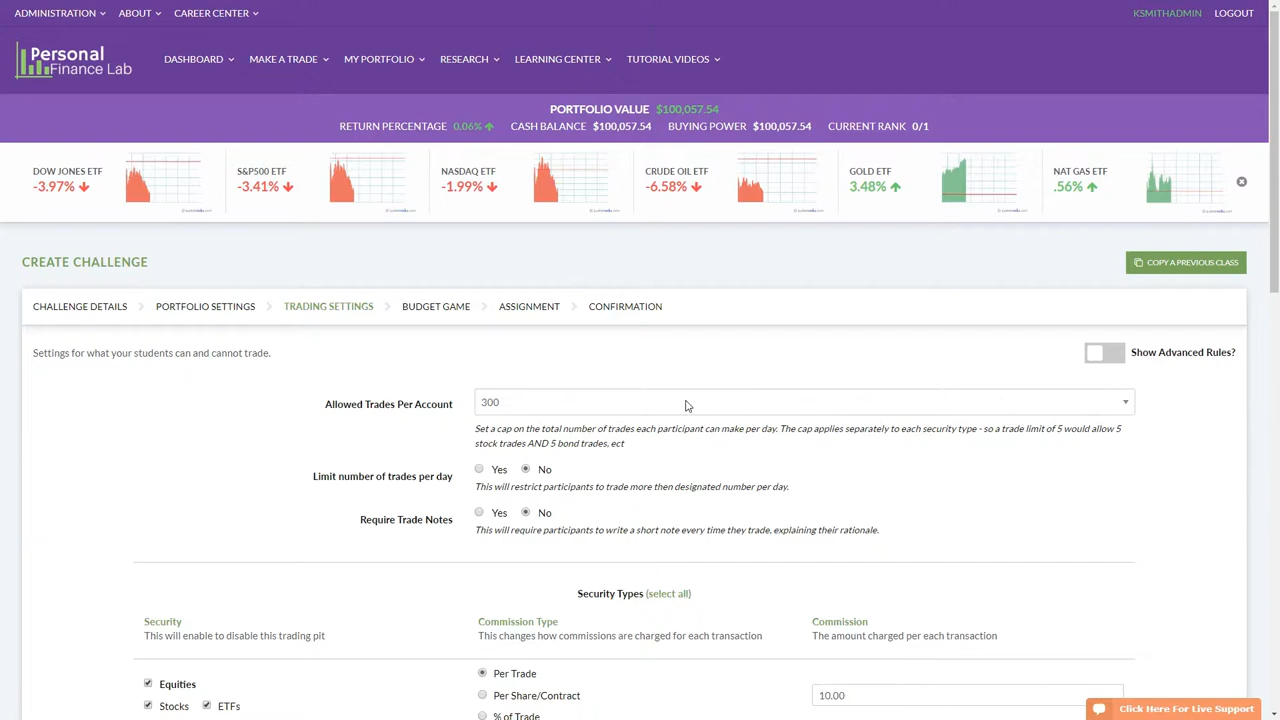 ADMINISTRATION ABOUT CAREER CENTER KSMITHADMIN LOGOUT
Personal
Finance Lab
DASHBOARD MAKE A TRADE MY PORTFOLIO RESEARCH LEARNING CENTER TUTORIAL VIDEOS
PORTFOLIO VALUE $100,057.54
RETURN PERCENTAGE 0.06% CASH BALANCE $100,057.54 BUYING POWER $100,057.54 CURRENT RANK 0/1
DOW JONES ETF S&P500 ETF NASDAQ ETF CRUDE OIL ETF GOLD ETF NAT GAS ETF
-3.97% -3.41% -1.99% -6.58% 3.48% .56%
CREATE CHALLENGE COPY A PREVIOUS CLASS
CHALLENGE DETAILS PORTFOLIO SETTINGS TRADING SETTINGS BUDGET GAME ASSIGNMENT CONFIRMATION
Settings for what your students can and cannot trade. Show Advanced Rules?
Allowed Trades Per Account 300
Set a cap on the total number of trades each participant can make per day. The cap applies separately to each security type - so a trade limit of 5 would allow 5
stock trades AND 5 bond trades, ect
Limit number of trades per day Yes No
This will restrict participants to trade more then designated number per day.
Require Trade Notes Yes No
This will require participants to write a short note every time they trade, explaining their rationale.
Security Types (select all)
Security Commission Type Commission
This will enable to disable this trading pit This changes how commissions are charged for each transaction The amount charged per each transaction
Per Trade
Equities
Per Share/Contract 10.00
Stocks ETFs
% of Trade
Click Here For Live Support